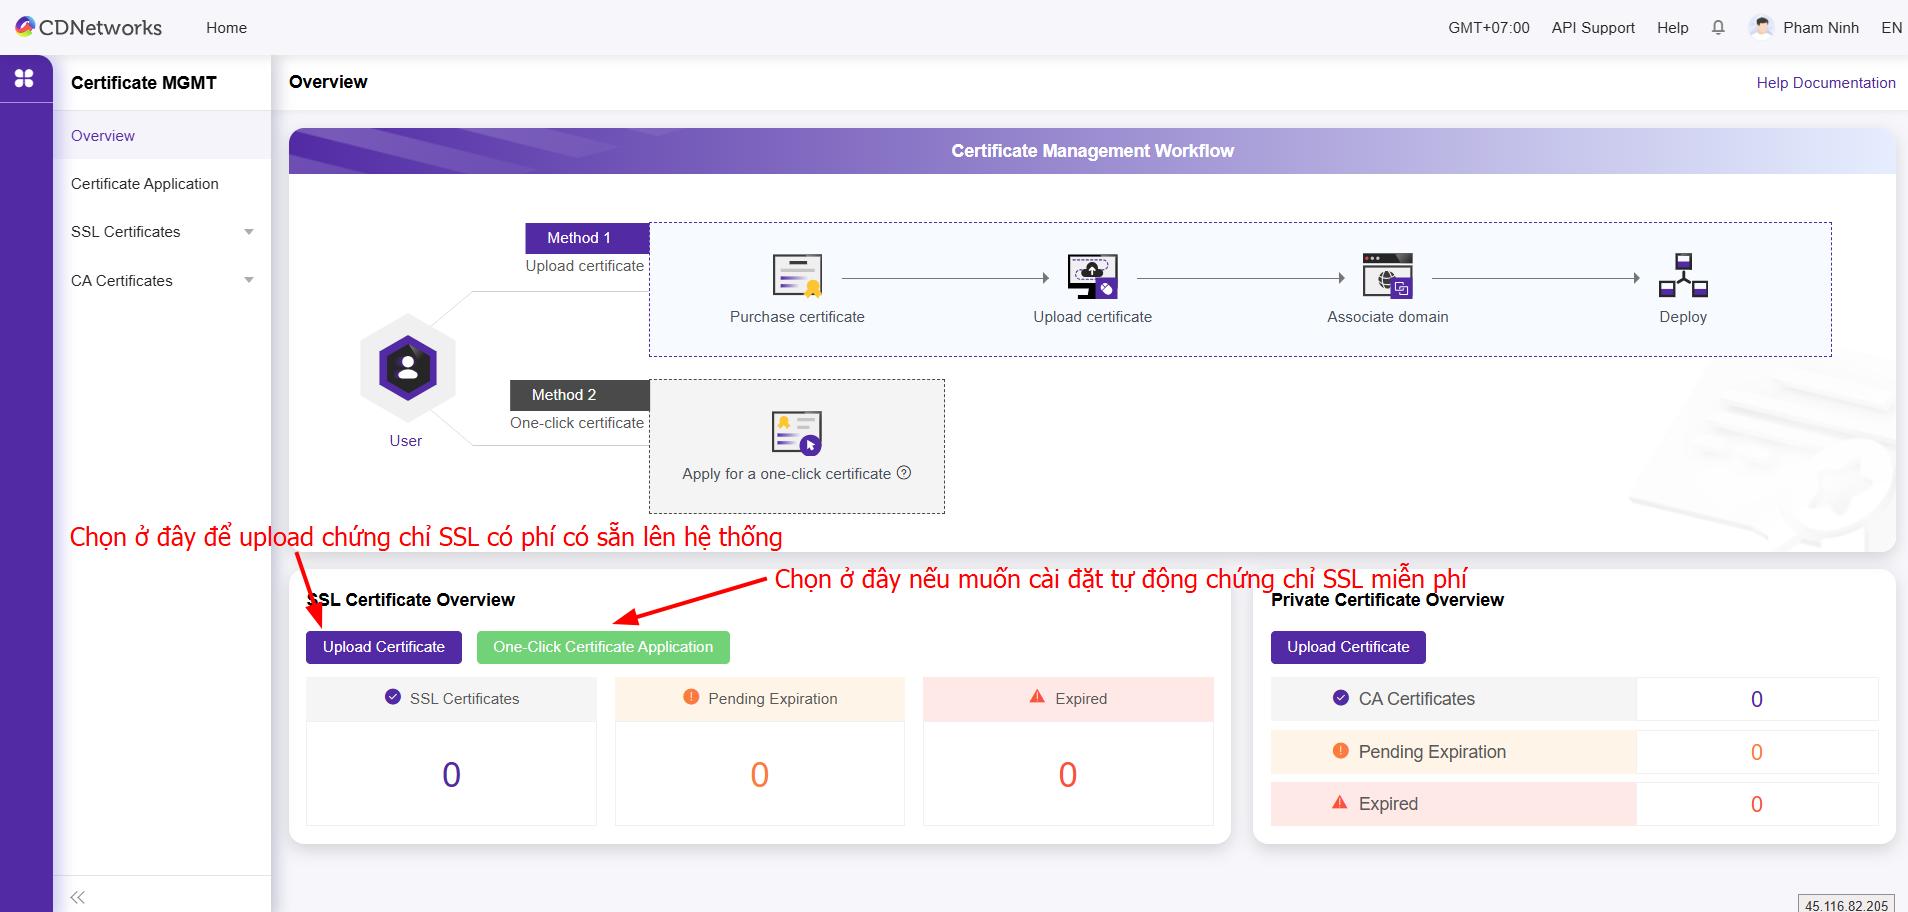 CDNetworks
Home
GMT+07:00
API Support
Help
Pham Ninh
EN
Certificate MGMT
Overview
Certificate Application
SSL Certificates
CA Certificates
Overview
Help Documentation
Certificate Management Workflow
Method 1
Upload certificate
Purchase certificate
Upload certificate
Associate domain
Deploy
User
Method 2
One-click certificate
Apply for a one-click certificate ?
Chọn ở đây để upload chứng chỉ SSL có phí có sẵn lên hệ thống
Chọn ở đây nếu muốn cài đặt tự động chứng chỉ SSL miễn phí
SSL Certificate Overview
Upload Certificate
One-Click Certificate Application
SSL Certificates
Pending Expiration
Expired
0
0
0
Private Certificate Overview
Upload Certificate
CA Certificates
0
Pending Expiration
0
Expired
0
45.116.82.205